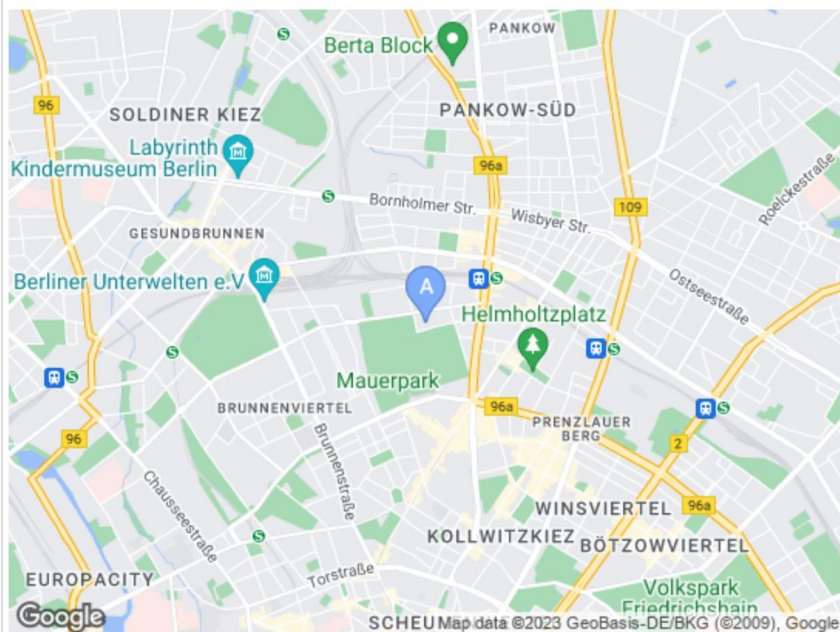 PANKOW
Berta Block
96
SOLDINER KIEZ
PANKOW-SÜD
Labyrinth
Kindermuseum Berlin
96a
Roelckestraße
Bornholmer Str.
Wisbyer Str.
109
GESUNDBRUNNEN
Berliner Unterwelten e.V
Ostseestraße
A
Helmholtzplatz
Mauerpark
BRUNNENVIERTEL
96a
PRENZLAUER
BERG
96
Brunnenstraße
2
Chausseestraße
WINSVIERTEL
96a
KOLLWITZKIEZ
BÖTZOWVIERTEL
EUROPACITY
Torstraße
Volkspark
Friedrichshain
Google
SCHEU
Map data ©2023 GeoBasis-DE/BKG (©2009), Google